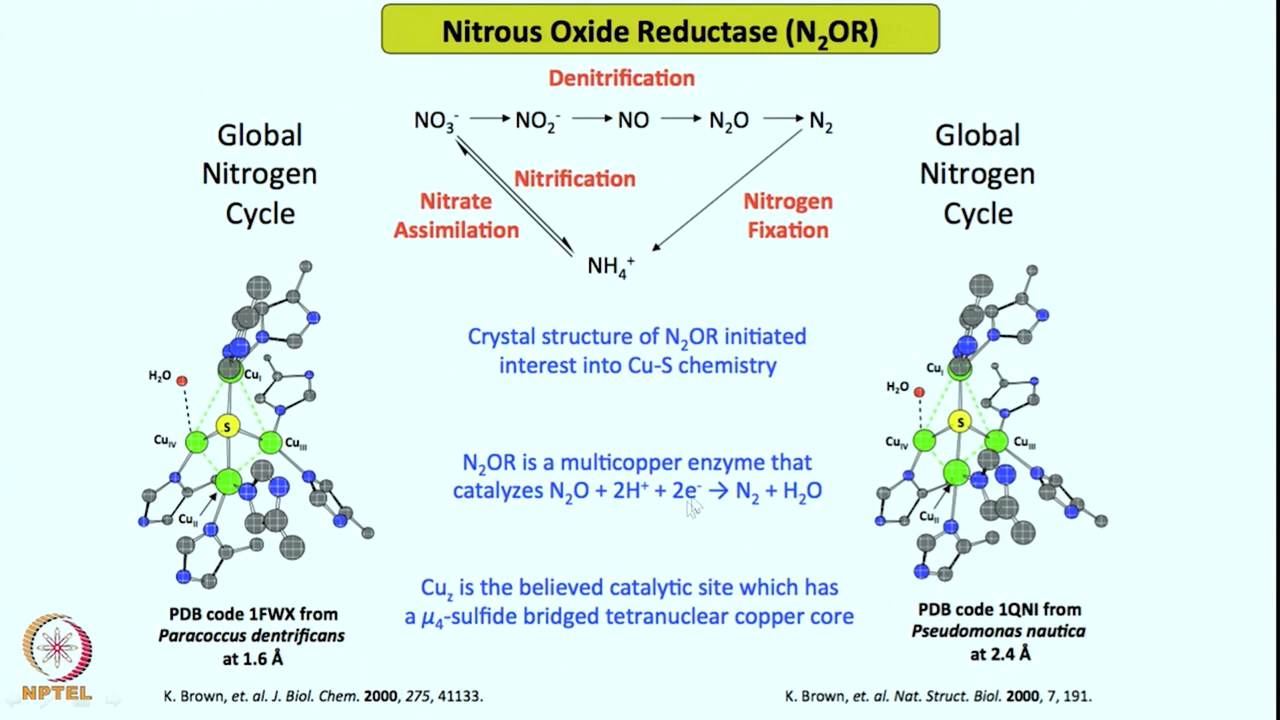 Nitrous Oxide Reductase (N₂OR)
Denitrification
NO₃⁻ → NO₂⁻ → NO → N₂O → N₂
Global
Nitrogen
Cycle
Nitrification
Nitrate
Assimilation
Nitrogen
Fixation
NH₄⁺
Global
Nitrogen
Cycle
Crystal structure of N₂OR initiated
interest into Cu-S chemistry
N₂OR is a multicopper enzyme that
catalyzes N₂O + 2H⁺ + 2e⁻ → N₂ + H₂O
Cu_z is the believed catalytic site which has
a μ₄-sulfide bridged tetranuclear copper core
H₂O
Cu_I
S
Cu_IV
Cu_III
Cu_II
PDB code 1FWX from
Paracoccus dentrificans
at 1.6 Å
Cu_I
H₂O
S
Cu_IV
Cu_III
Cu_II
PDB code 1QNI from
Pseudomonas nautica
at 2.4 Å
NPTEL
K. Brown, et. al. J. Biol. Chem. 2000, 275, 41133.
K. Brown, et. al. Nat. Struct. Biol. 2000, 7, 191.